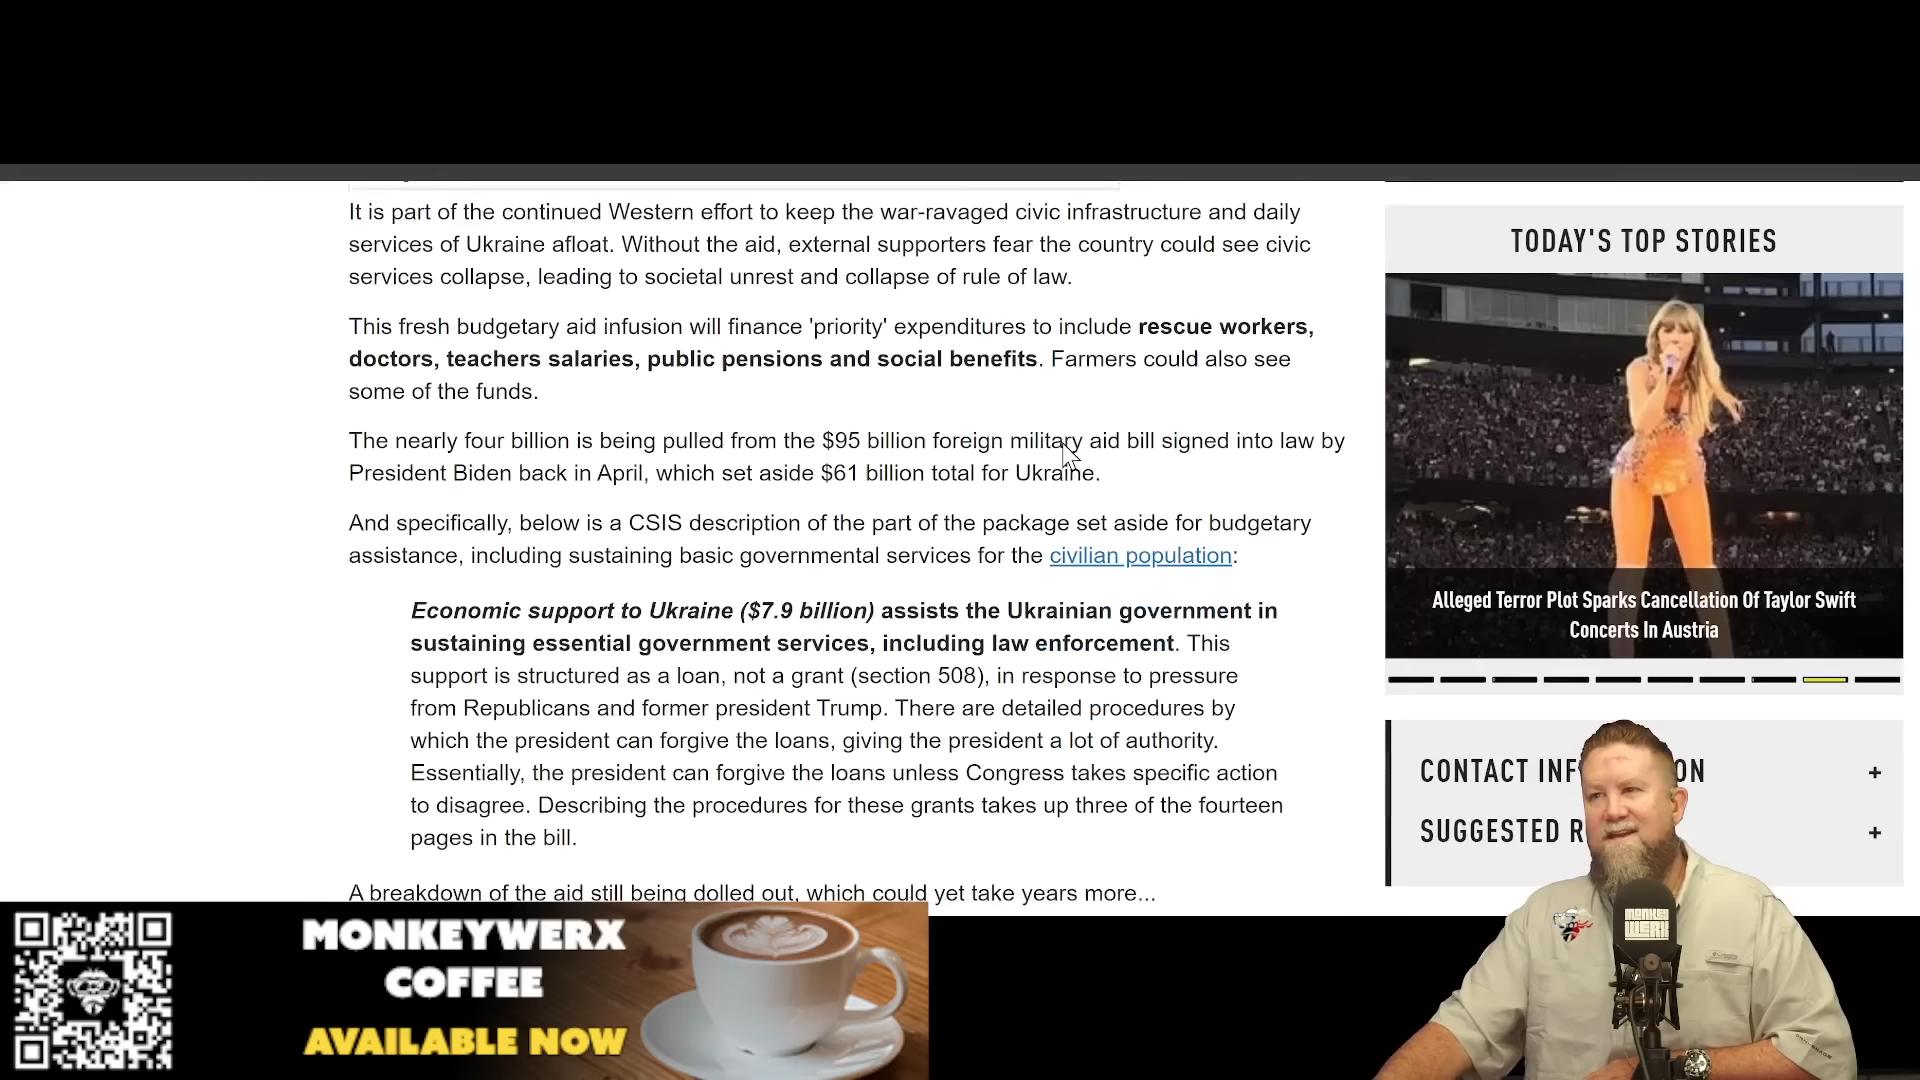 It is part of the continued Western effort to keep the war-ravaged civic infrastructure and daily
services of Ukraine afloat. Without the aid, external supporters fear the country could see civic
services collapse, leading to societal unrest and collapse of rule of law.
This fresh budgetary aid infusion will finance 'priority' expenditures to include rescue workers,
doctors, teachers salaries, public pensions and social benefits. Farmers could also see
some of the funds.
The nearly four billion is being pulled from the $95 billion foreign military aid bill signed into law by
President Biden back in April, which set aside $61 billion total for Ukraine.
And specifically, below is a CSIS description of the part of the package set aside for budgetary
assistance, including sustaining basic governmental services for the civilian population:
Economic support to Ukraine ($7.9 billion) assists the Ukrainian government in
sustaining essential government services, including law enforcement. This
support is structured as a loan, not a grant (section 508), in response to pressure
from Republicans and former president Trump. There are detailed procedures by
which the president can forgive the loans, giving the president a lot of authority.
Essentially, the president can forgive the loans unless Congress takes specific action
to disagree. Describing the procedures for these grants takes up three of the fourteen
pages in the bill.
A breakdown of the aid still being dolled out, which could yet take years more...
TODAY'S TOP STORIES
Alleged Terror Plot Sparks Cancellation Of Taylor Swift
Concerts In Austria
CONTACT INF ON +
SUGGESTED R +
MONKEY
WERX
MONKEYWERX
COFFEE
AVAILABLE NOW